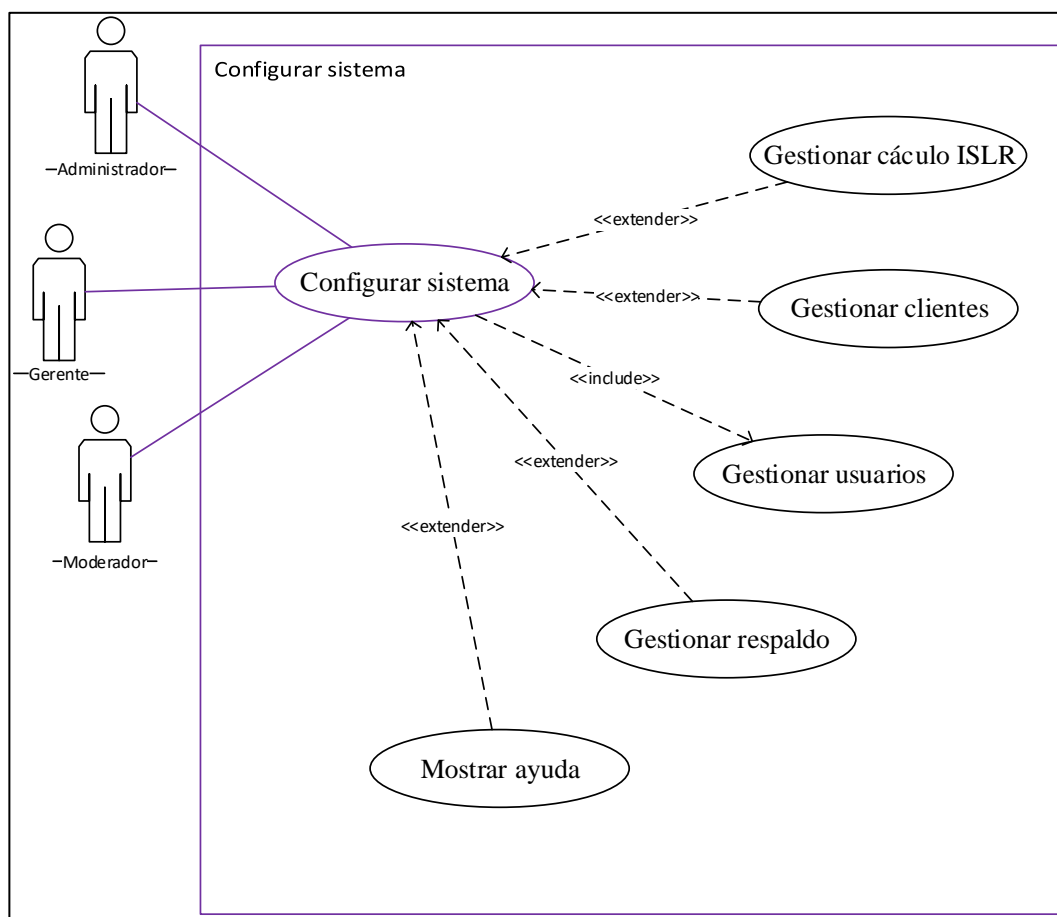 Configurar sistema
Administrador
Gestionar cáculo ISLR
<<extender>>
Configurar sistema
<<extender>>
Gestionar clientes
Gerente
<<include>>
Gestionar usuarios
<<extender>>
Moderador
<<extender>>
Gestionar respaldo
Mostrar ayuda